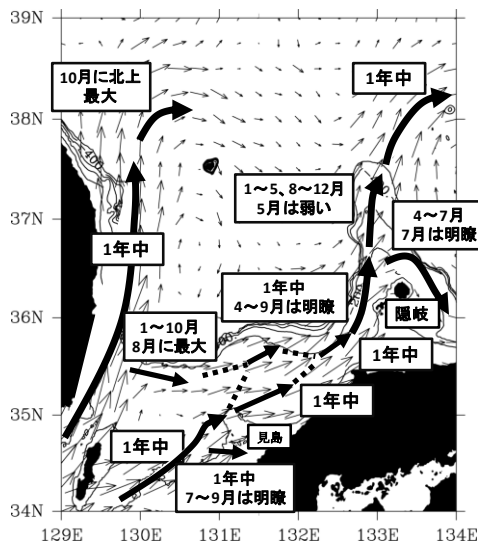 39N
10月に北上
最大
1年中
38N
400
1～5、8～12月
5月は弱い
4～7月
7月は明瞭
37N
1年中
1年中
4～9月は明瞭
隠岐
36N
1～10月
8月に最大
1年中
1年中
35N
1年中
見島
1年中
7～9月は明瞭
34N
129E
130E
131E
132E
133E
134E